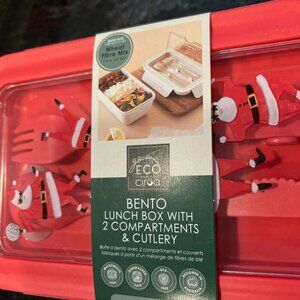 Wheat
Fibre Mix
go
ECO
circa
BENTO
LUNCH BOX WITH
2 COMPARTMENTS
& CUTLERY
Boîte à bento avec 2 compartiments et couverts
fabriqués à partir d'un mélange de fibres de blé